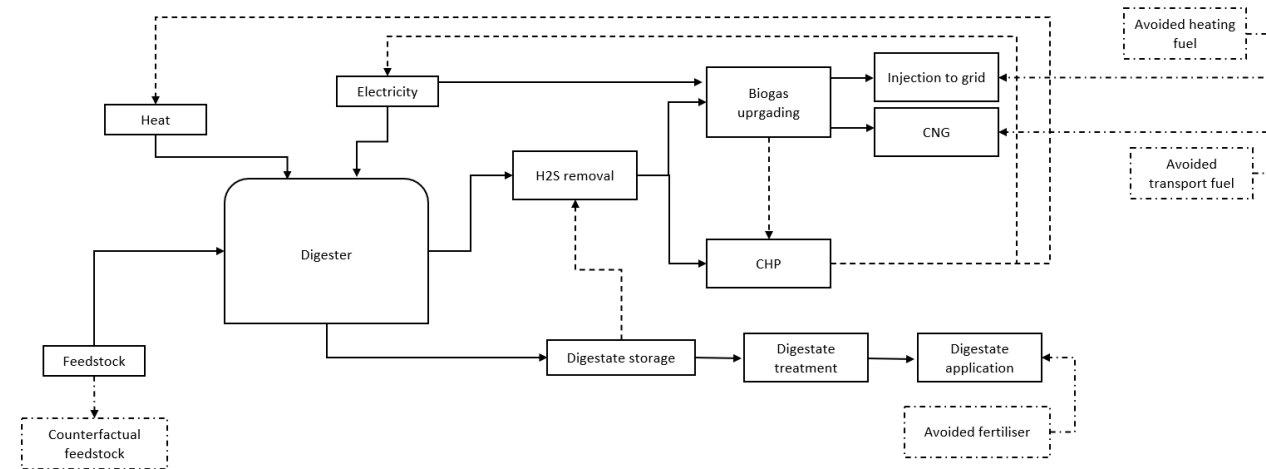 Avoided heating
fuel
Injection to grid
Electricity
Biogas
uprgading
Heat
CNG
H2S removal
Avoided
transport fuel
Digester
CHP
Feedstock
Digestate storage
Digestate
treatment
Digestate
application
Counterfactual
feedstock
Avoided fertiliser